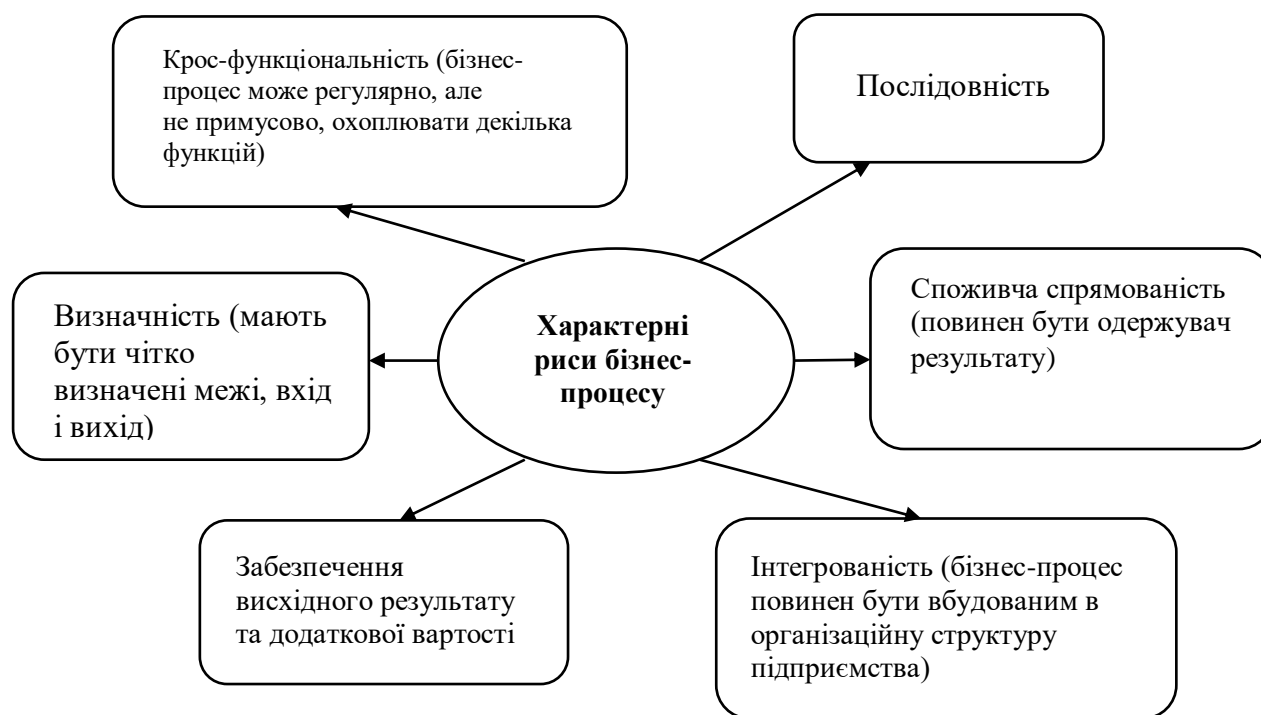 Крос-функціональність (бізнес-
процес може регулярно, але
не примусово, охоплювати декілька
функцій)
Послідовність
Визначність (мають
бути чітко
визначені межі, вхід
і вихід)
Характерні
риси бізнес-
процесу
Споживча спрямованість
(повинен бути одержувач
результату)
Забезпечення
висхідного результату
та додаткової вартості
Інтегрованість (бізнес-процес
повинен бути вбудованим в
організаційну структуру
підприємства)